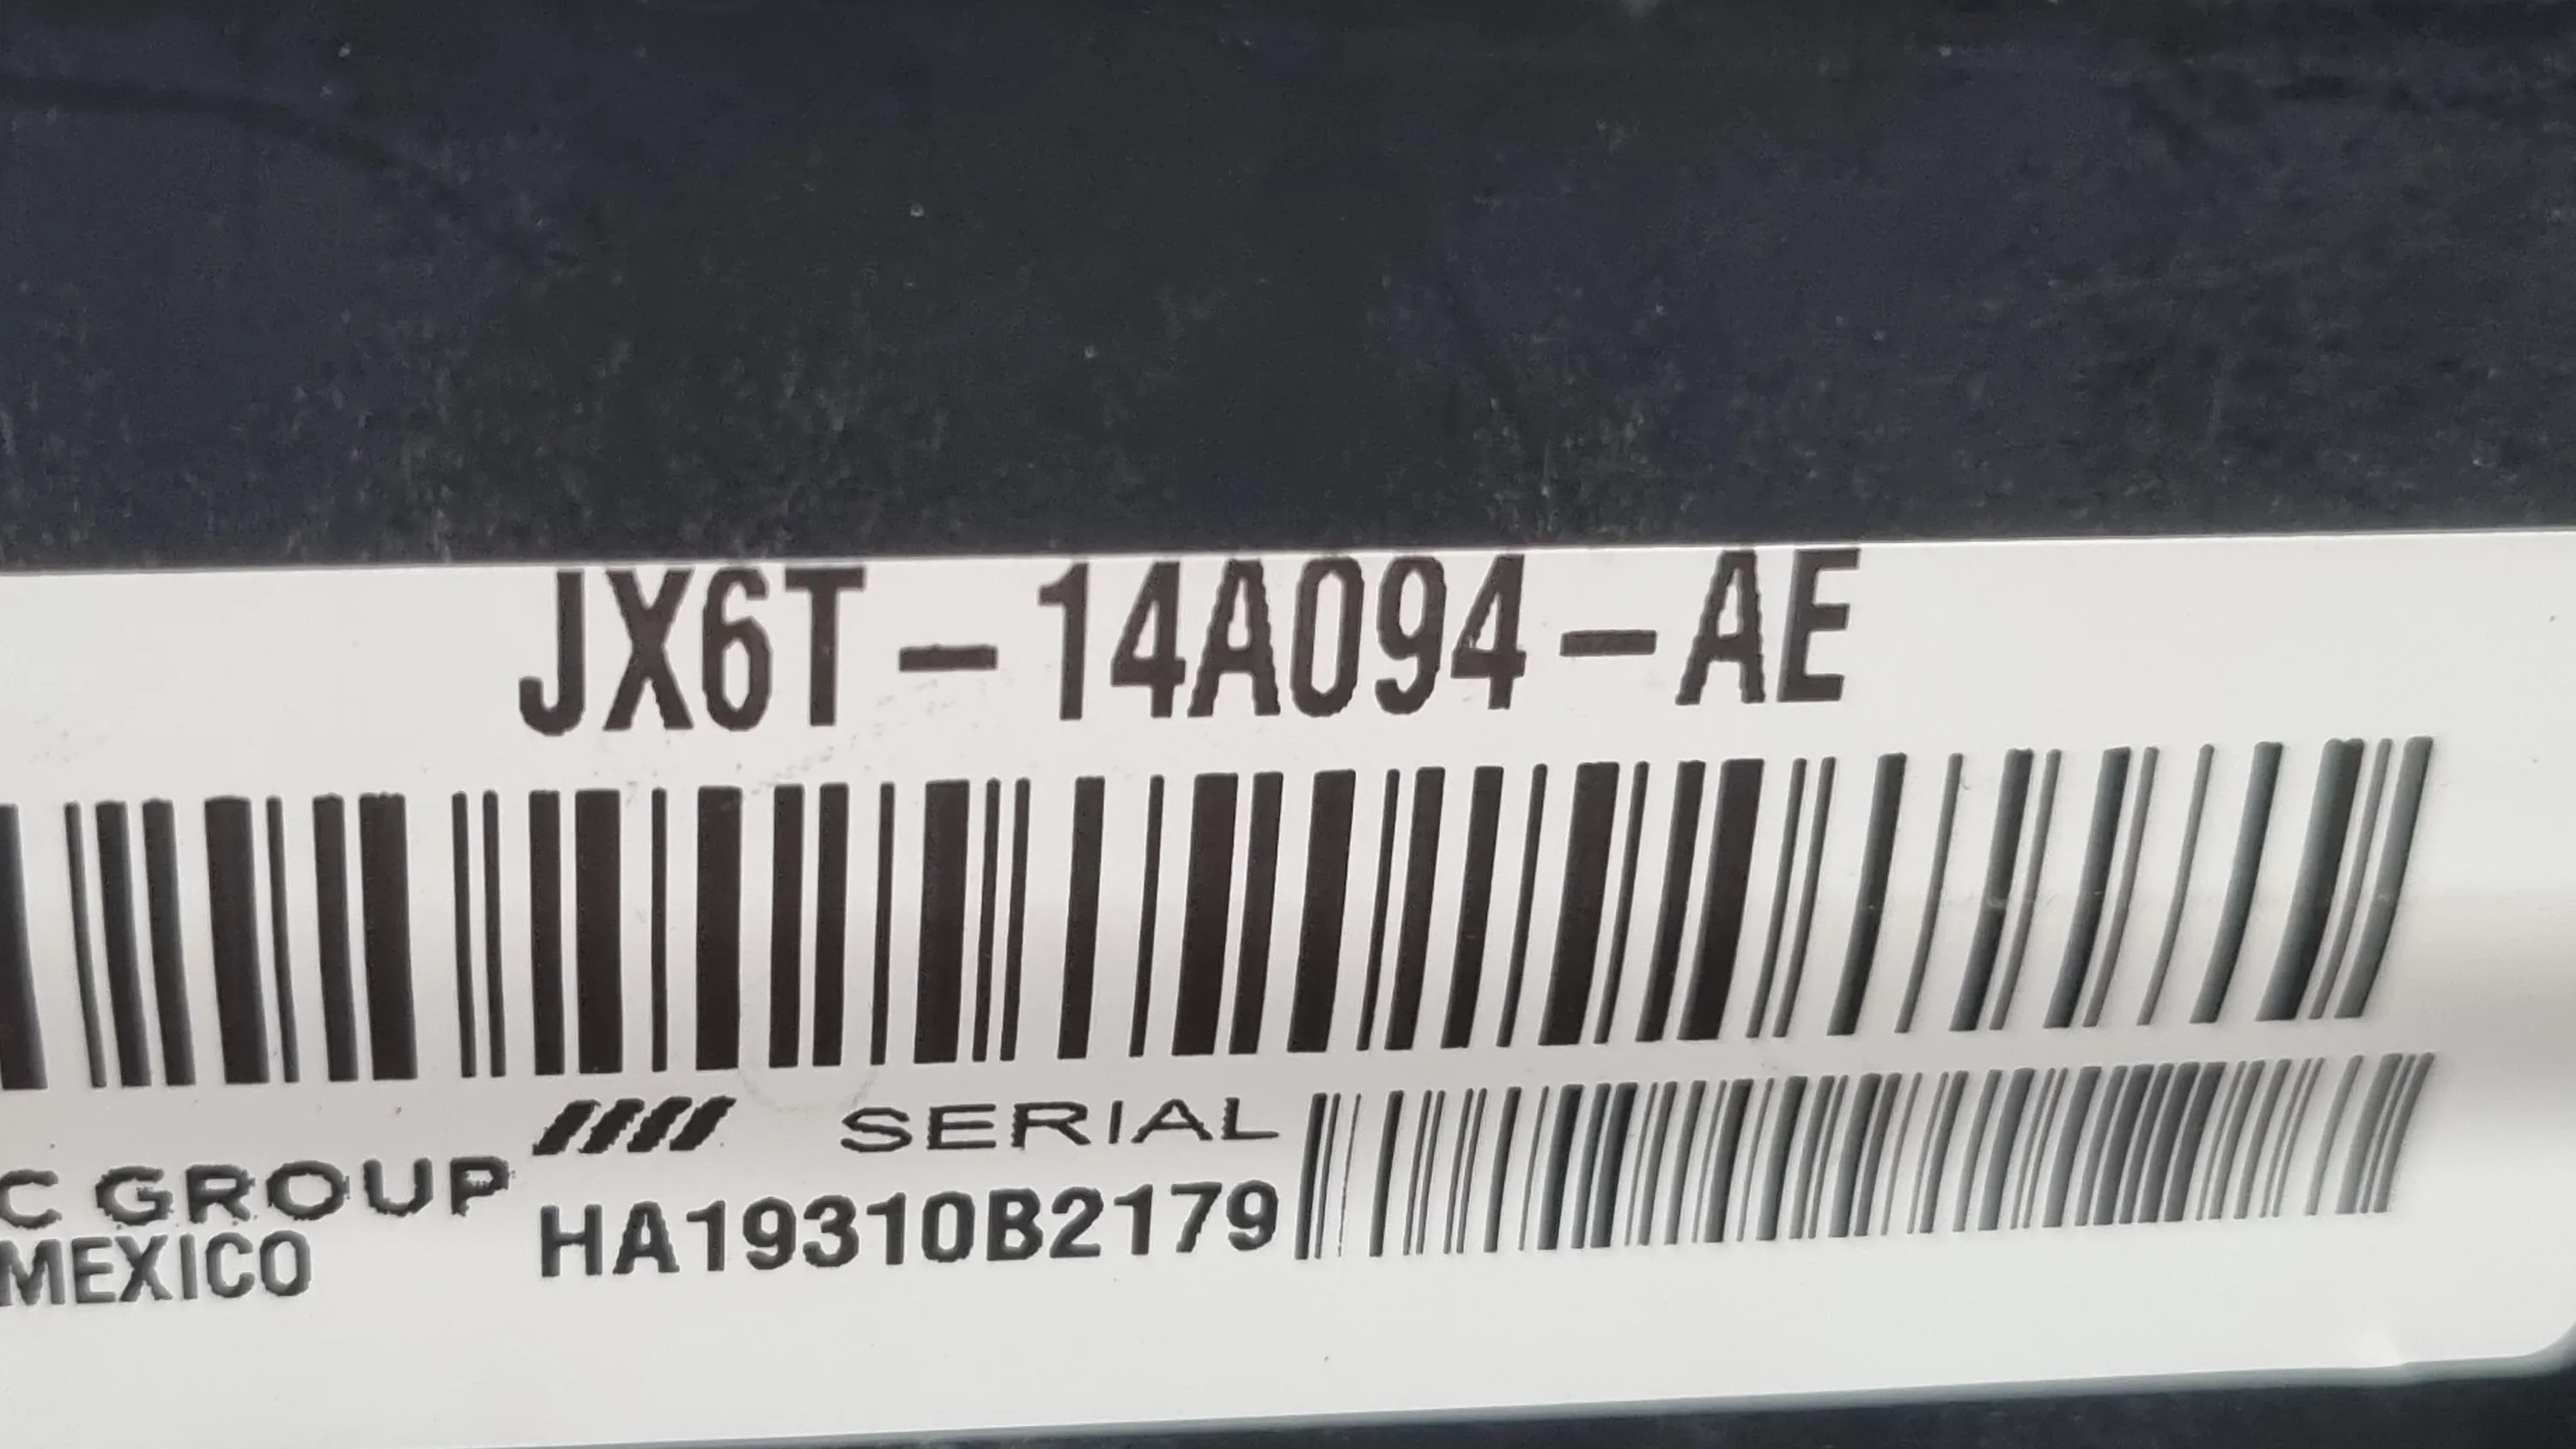 JX6T-14A094-AE
SERIAL
C GROUP
HA19310B2179
MEXICO